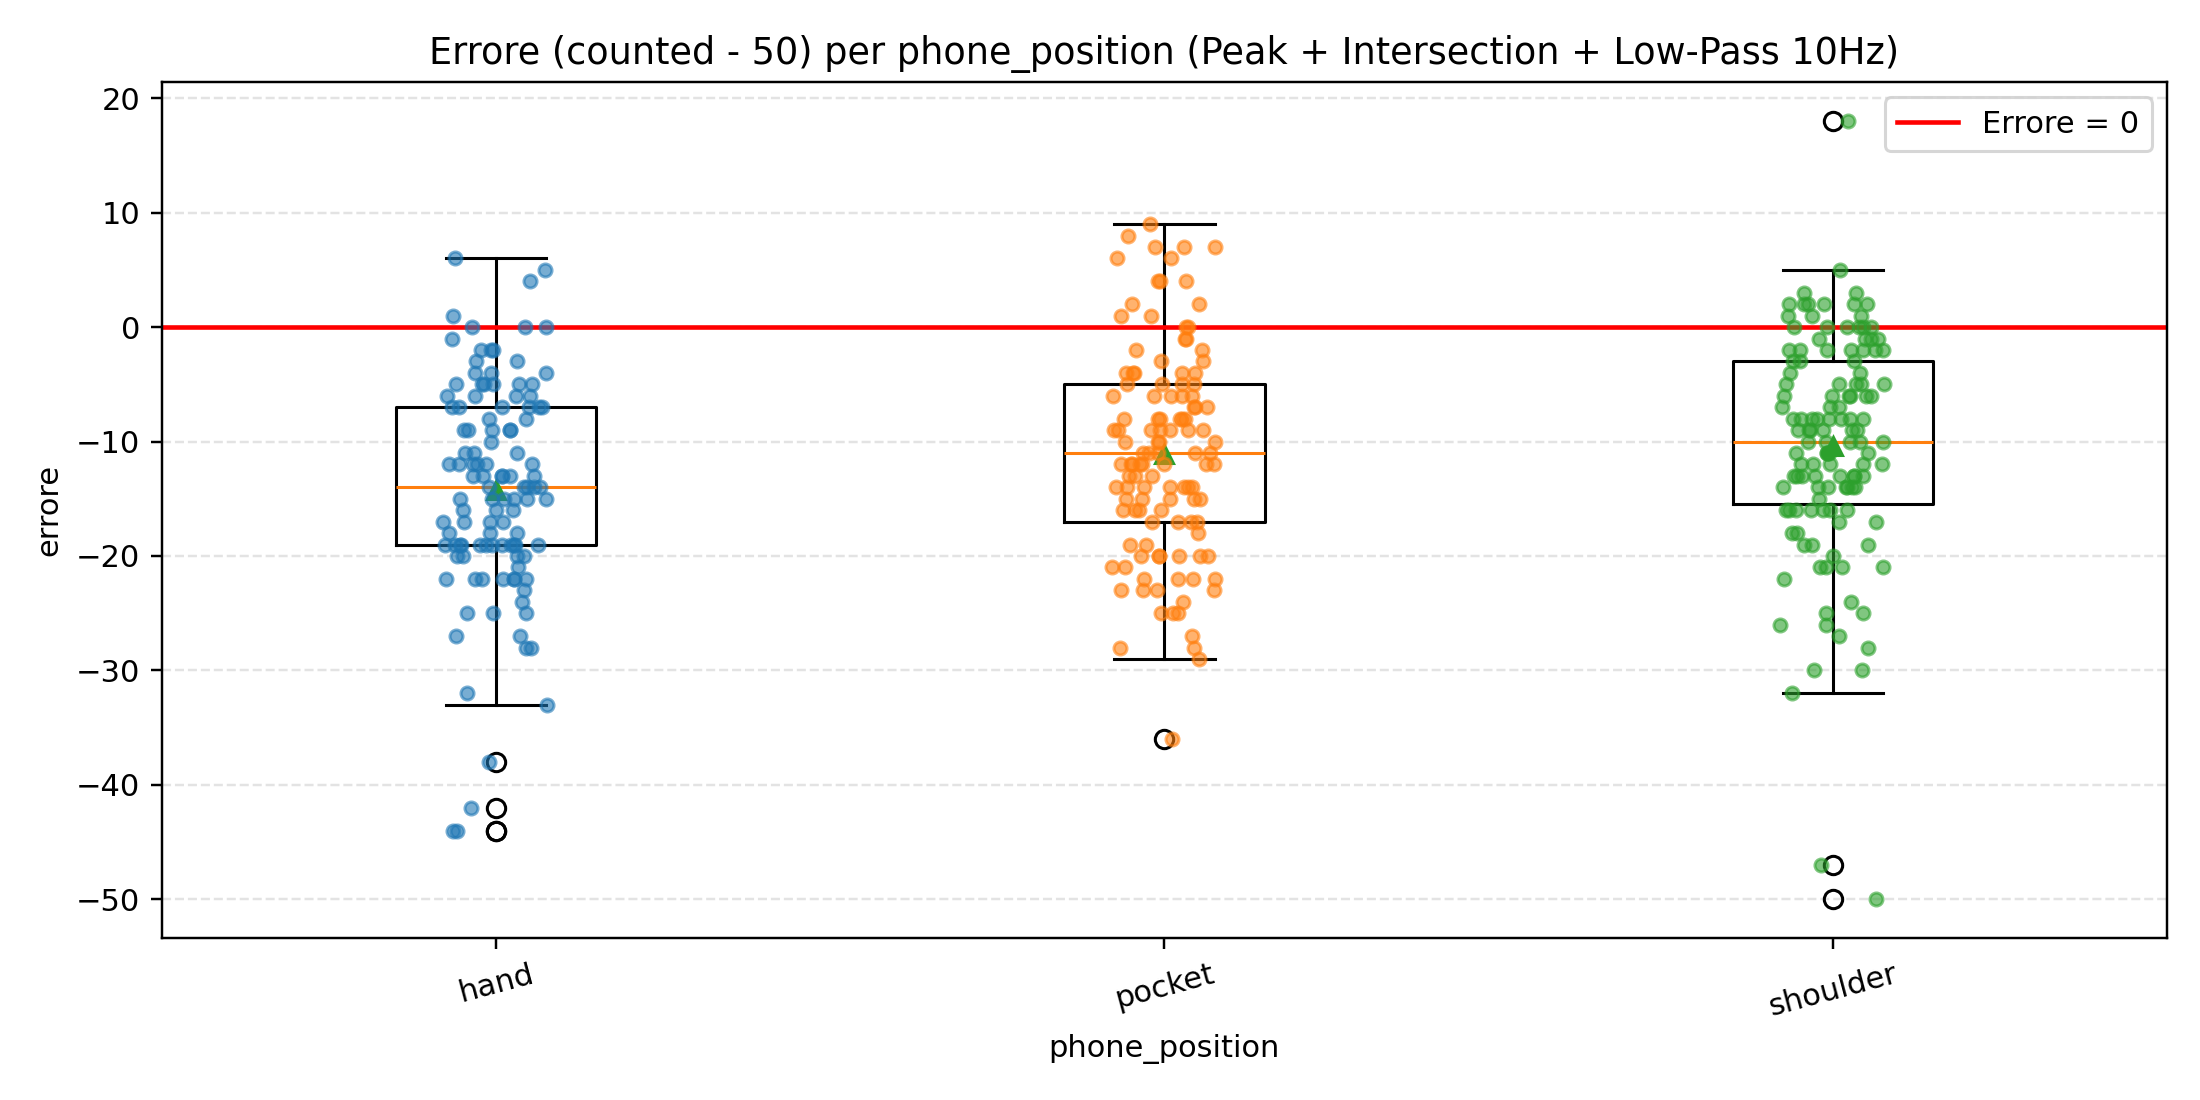 Errore (counted - 50) per phone_position (Peak + Intersection + Low-Pass 10Hz)
20
10
0
−10
−20
−30
−40
−50
errore
Errore = 0
hand
pocket
shoulder
phone_position